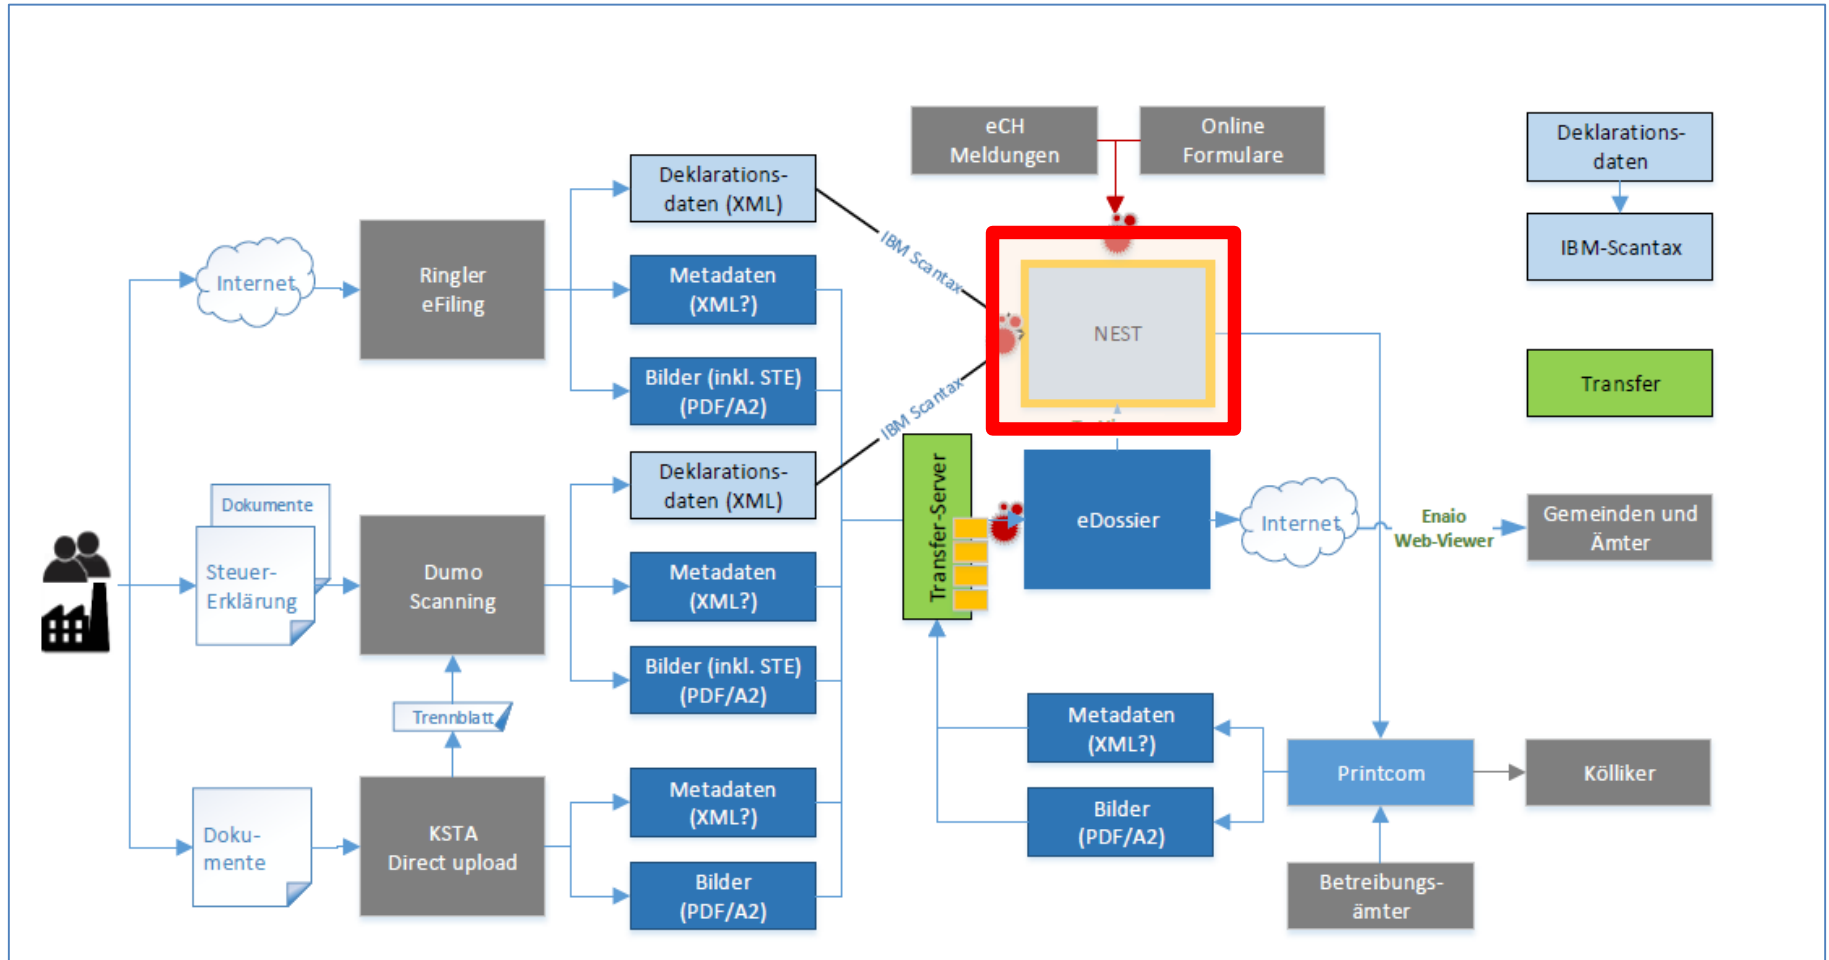 eCH
Meldungen
Online
Formulare
Deklarations-
daten
IBM-Scantax
Transfer
Deklarations-
daten (XML)
IBM Scantax
Internet
Ringler
eFiling
Metadaten
(XML?)
NEST
Bilder (inkl. STE)
(PDF/A2)
IBM Scantax
Deklarations-
daten (XML)
Transfer-Server
eDossier
Internet
Enaio
Web-Viewer
Gemeinden und
Ämter
Dokumente
Steuer-
Erklärung
Dumo
Scanning
Metadaten
(XML?)
Bilder (inkl. STE)
(PDF/A2)
Trennblatt
Metadaten
(XML?)
Printcom
Kölliker
Doku-
mente
KSTA
Direct upload
Metadaten
(XML?)
Bilder
(PDF/A2)
Bilder
(PDF/A2)
Betreibungs-
ämter